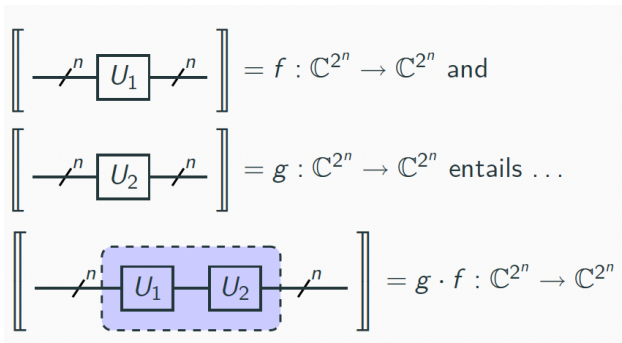 ⟦ n U₁ n ⟧ = f : ℂ^{2^n} → ℂ^{2^n} and
⟦ n U₂ n ⟧ = g : ℂ^{2^n} → ℂ^{2^n} entails . . .
⟦ n U₁ U₂ n ⟧ = g · f : ℂ^{2^n} → ℂ^{2^n}